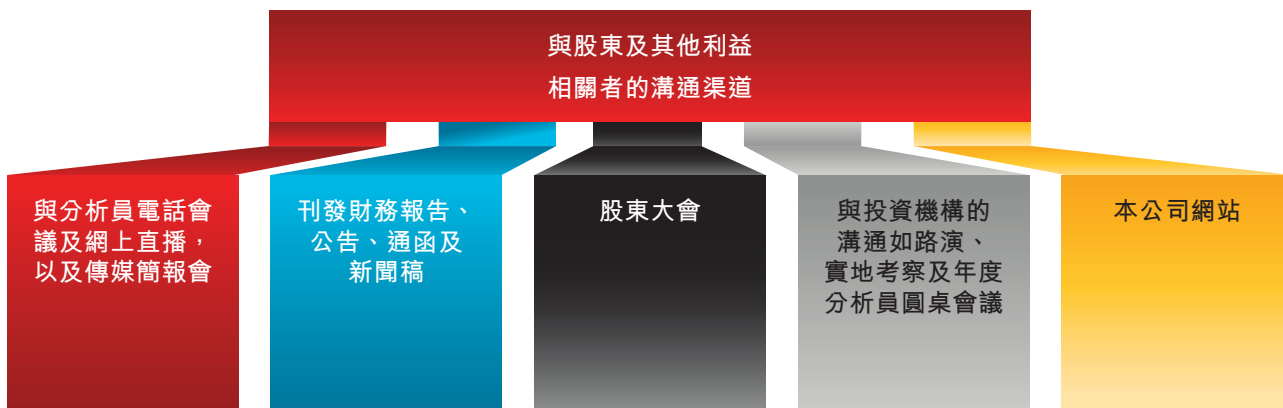 與股東及其他利益
相關者的溝通渠道
與分析員電話會
議及網上直播，
以及傳媒簡報會
刊發財務報告、
公告、通函及
新聞稿
股東大會
與投資機構的
溝通如路演、
實地考察及年度
分析員圓桌會議
本公司網站